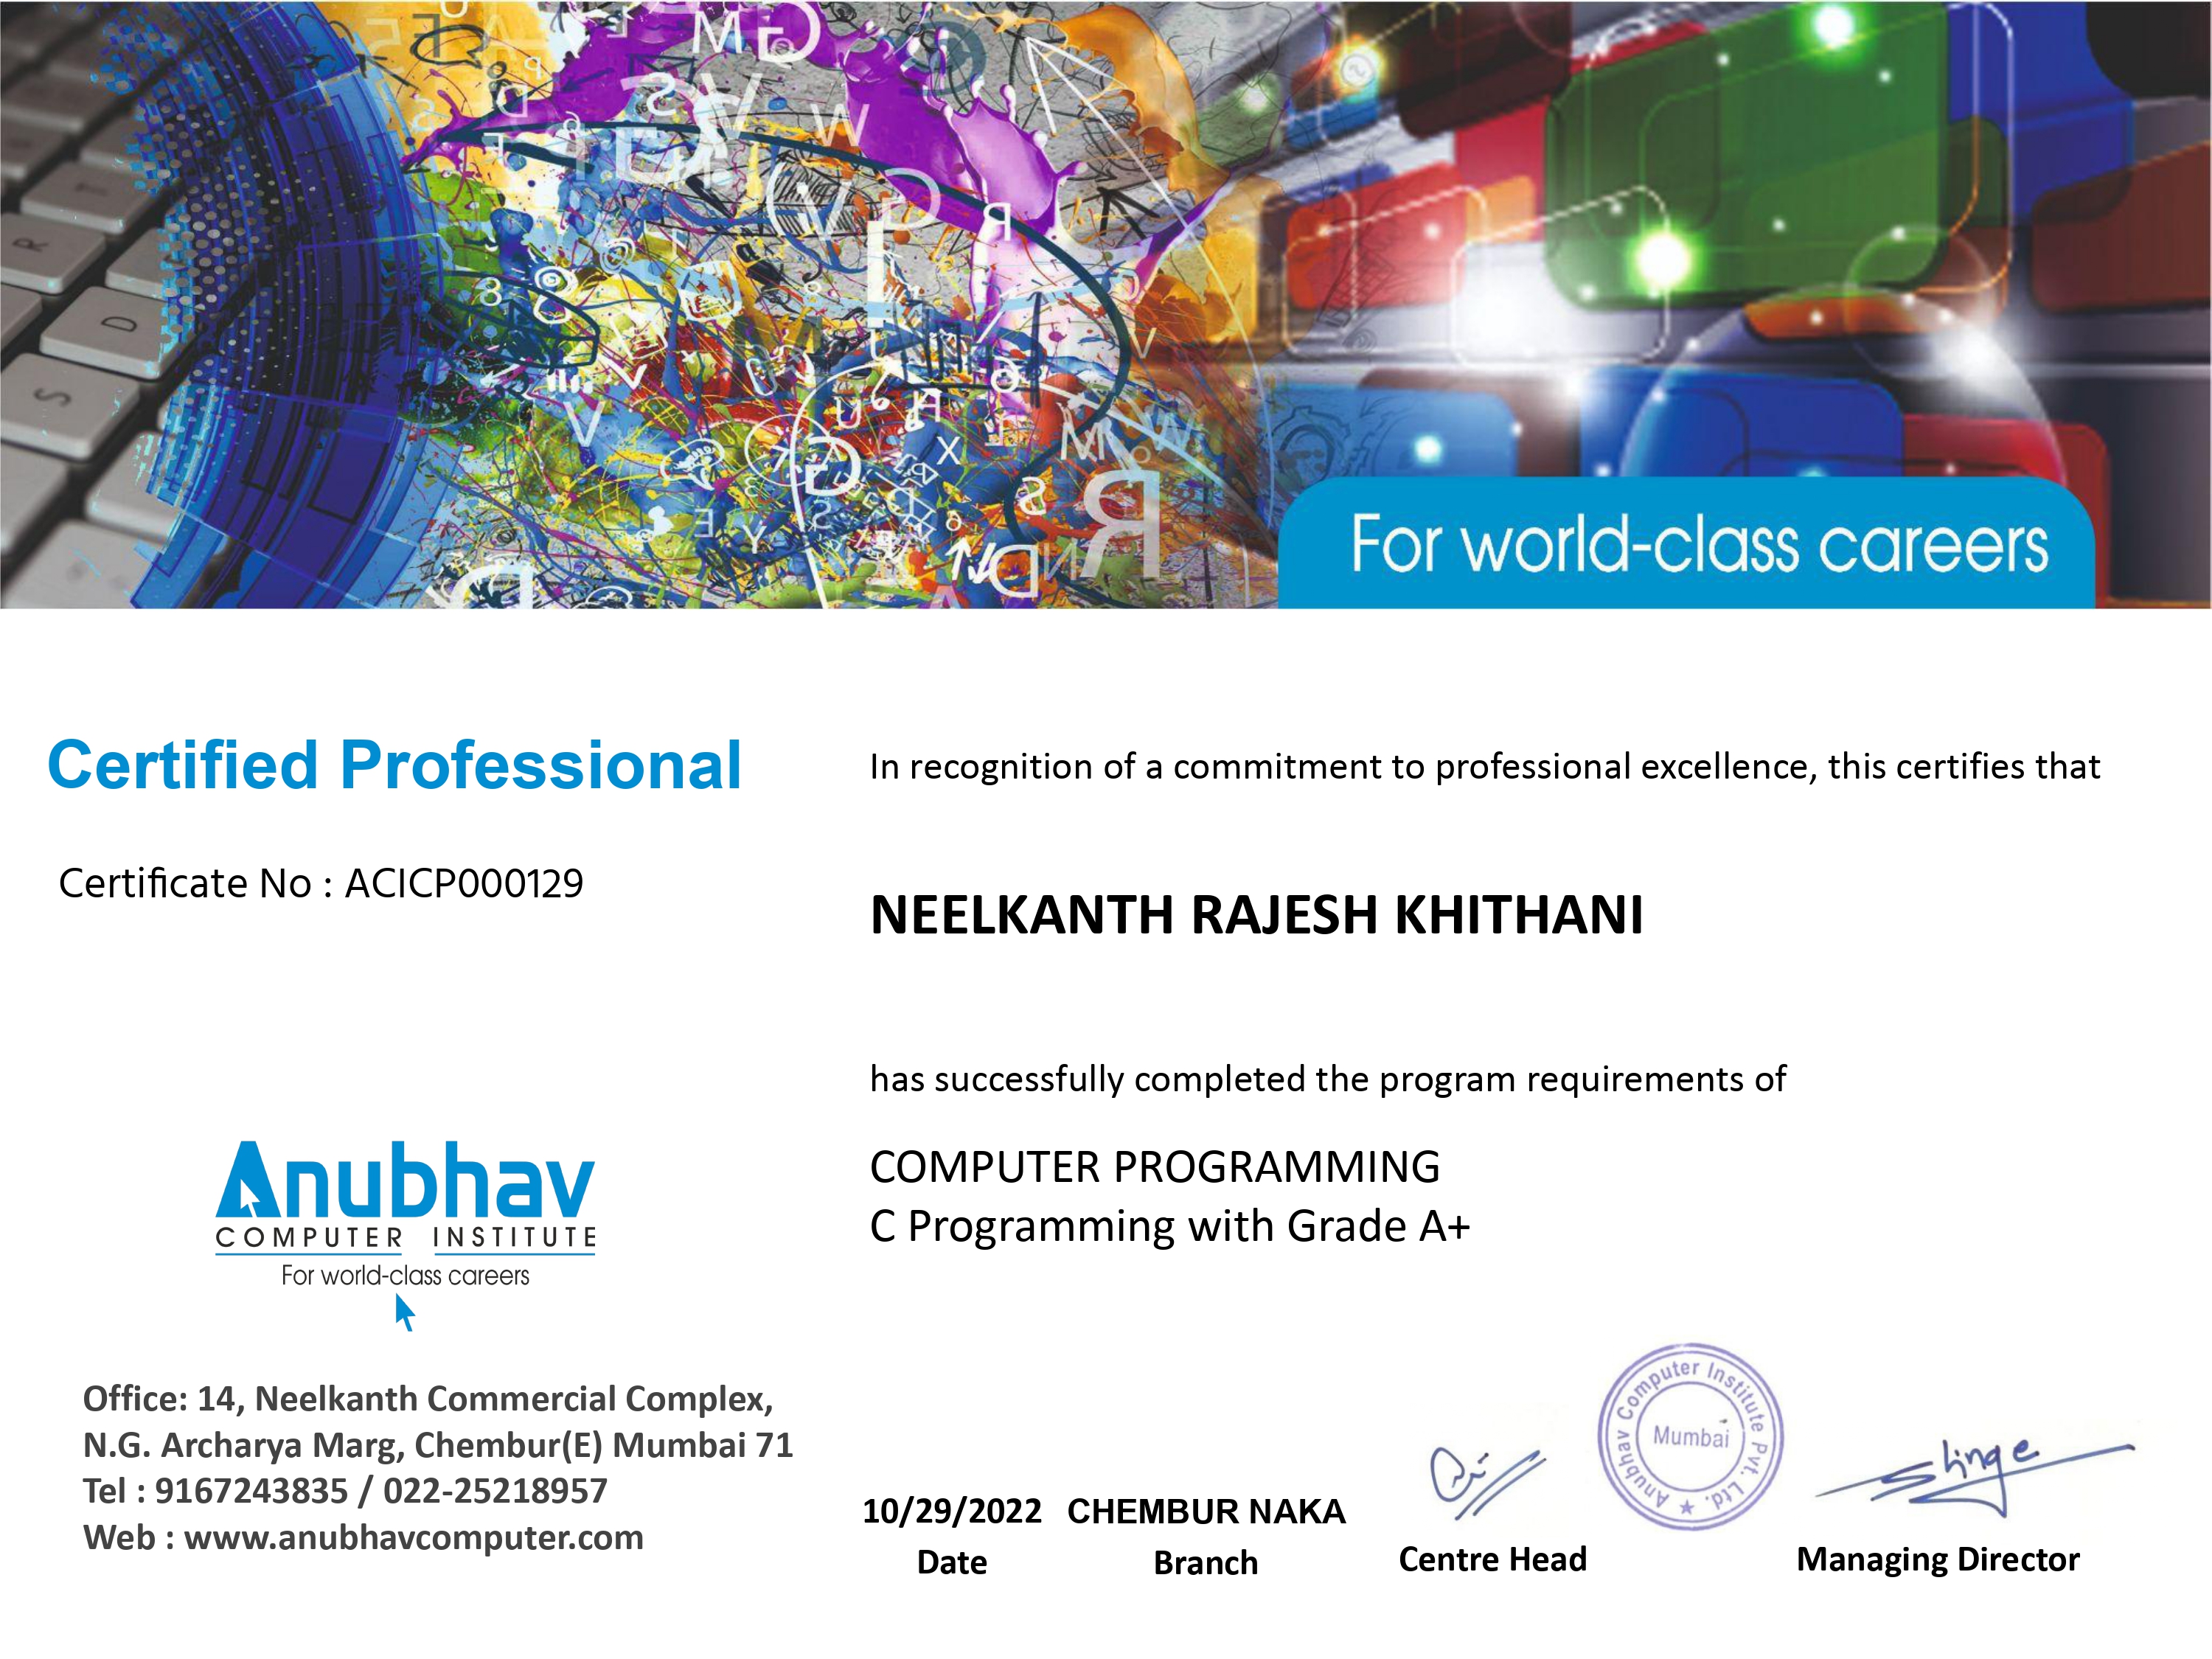 For world-class careers
Certified Professional
Certificate No : ACICP000129
In recognition of a commitment to professional excellence, this certifies that
NEELKANTH RAJESH KHITHANI
has successfully completed the program requirements of
COMPUTER PROGRAMMING
C Programming with Grade A+
Anubhav
COMPUTER INSTITUTE
For world-class careers
Office: 14, Neelkanth Commercial Complex,
N.G. Archarya Marg, Chembur(E) Mumbai 71
Tel : 9167243835 / 022-25218957
Web : www.anubhavcomputer.com
10/29/2022
Date
CHEMBUR NAKA
Branch
Centre Head
Anubhav Computer Institute Pvt. Ltd. ★
Mumbai
Managing Director